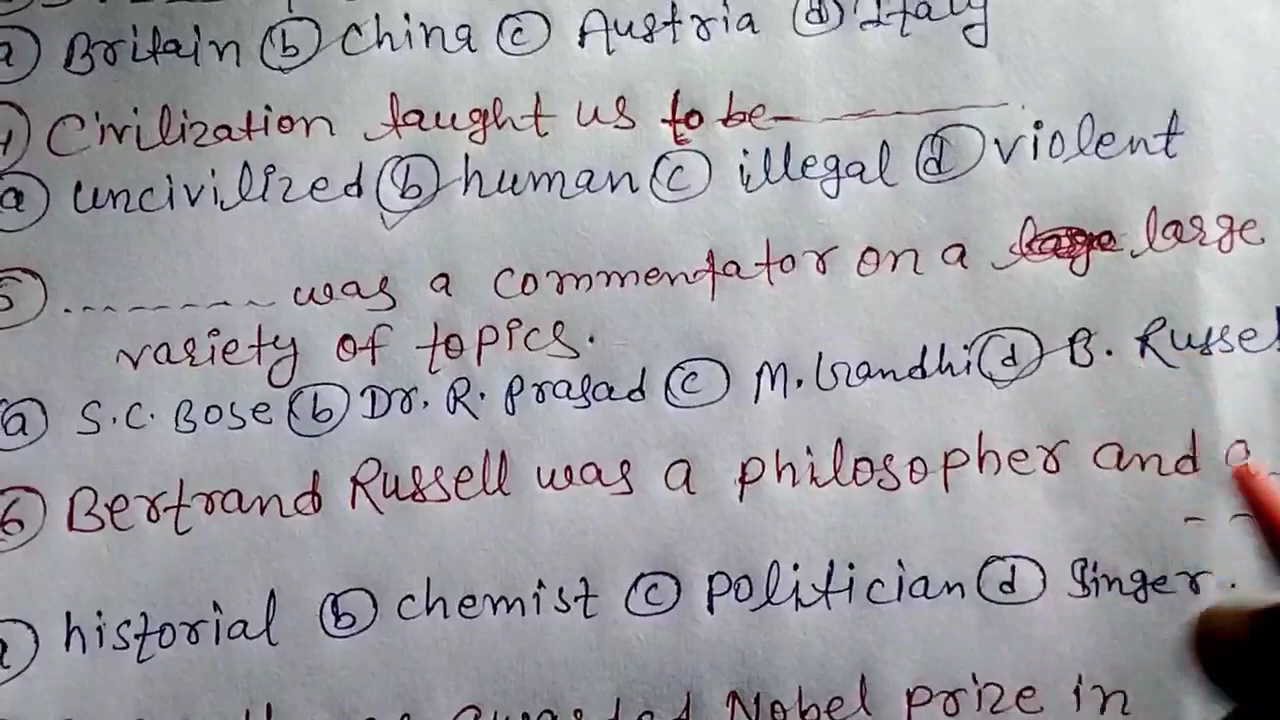 a Britain b China c Austria d Italy
4) Civilization taught us to be
a uncivilized b human c illegal d violent
5) -------- was a commentator on a large
variety of topics.
a S.C. Bose b Dr. R. Prasad c M. Gandhi d B. Russel
6) Bertrand Russell was a philosopher and a
--
a historial b chemist c politician d Singer.
awarded Nobel prize in